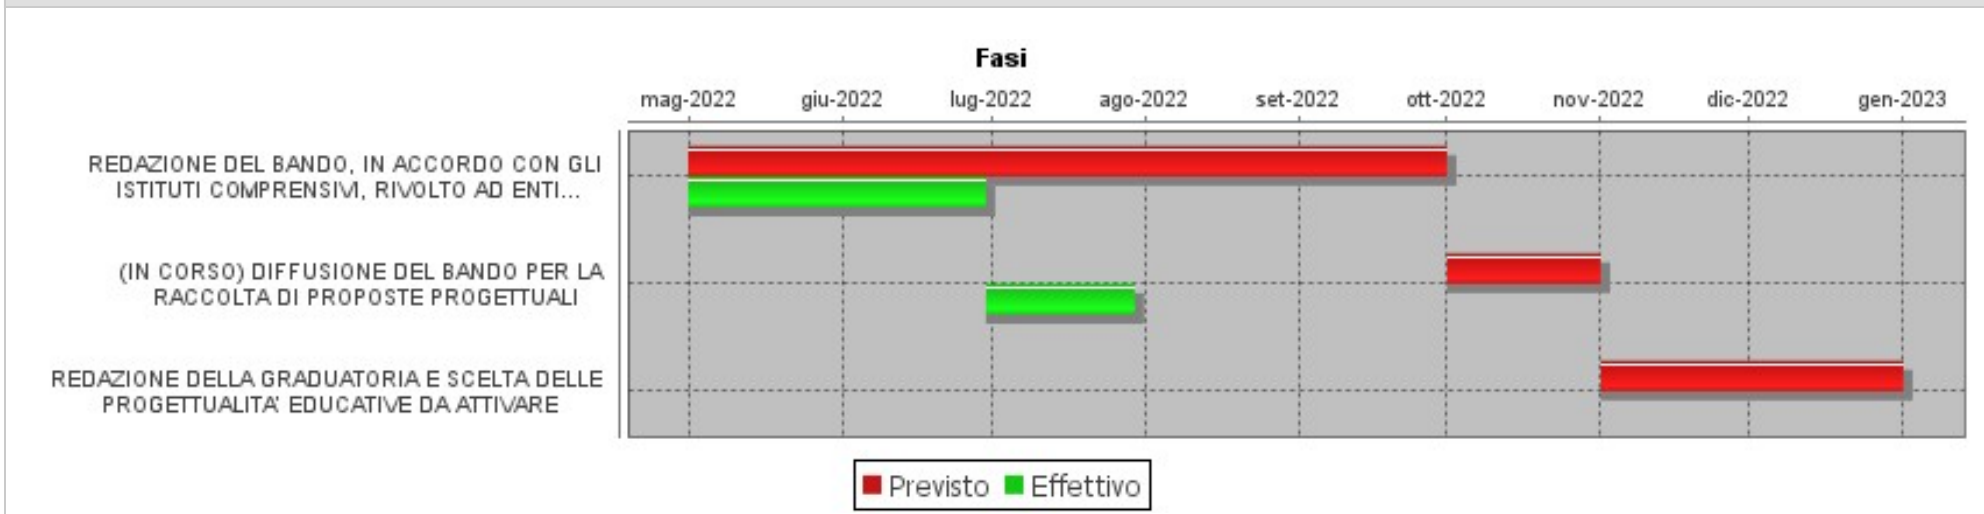 Fasi
mag-2022 giu-2022 lug-2022 ago-2022 set-2022 ott-2022 nov-2022 dic-2022 gen-2023
REDAZIONE DEL BANDO, IN ACCORDO CON GLI
ISTITUTI COMPRENSIVI, RIVOLTO AD ENTI...
(IN CORSO) DIFFUSIONE DEL BANDO PER LA
RACCOLTA DI PROPOSTE PROGETTUALI
REDAZIONE DELLA GRADUATORIA E SCELTA DELLE
PROGETTUALITA' EDUCATIVE DA ATTIVARE
Previsto Effettivo